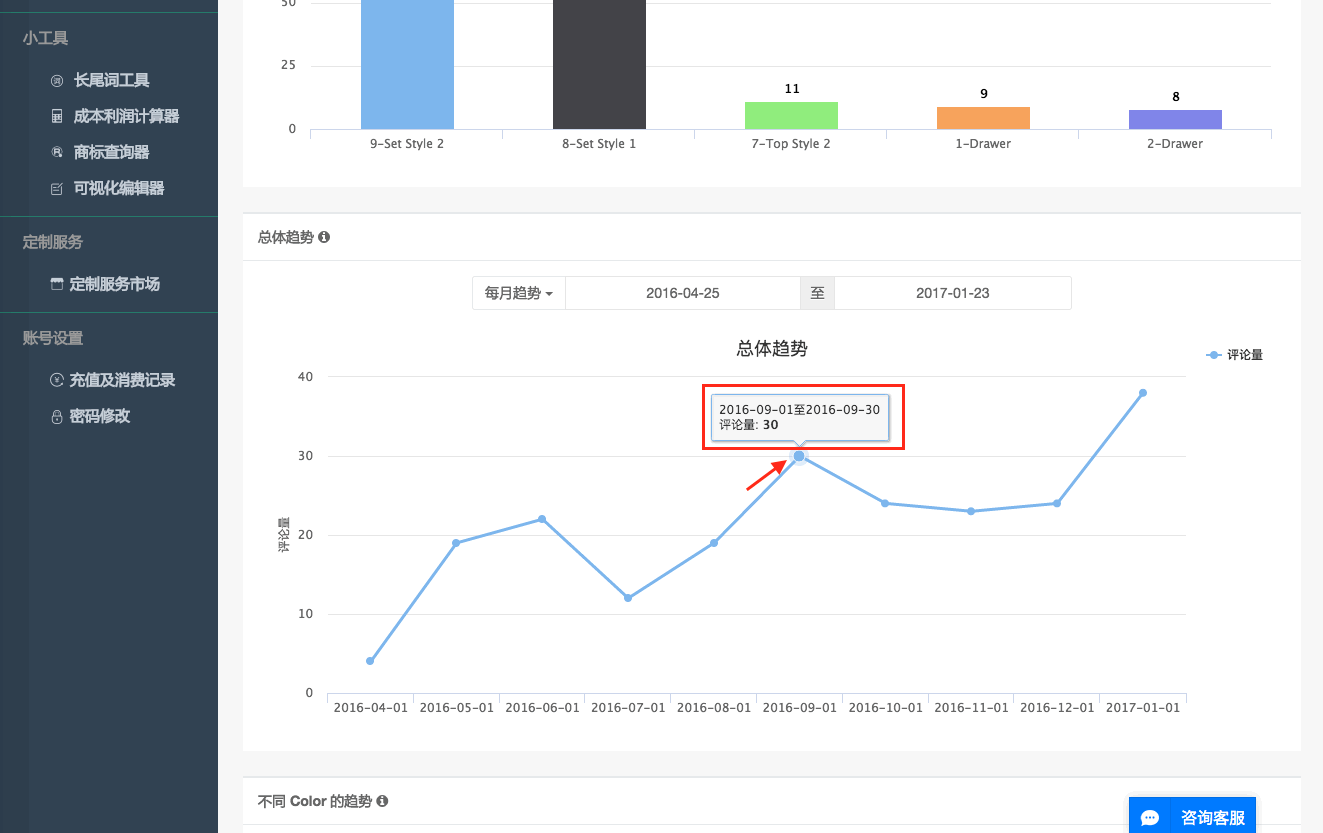 小工具
长尾词工具
成本利润计算器
商标查询器
可视化编辑器
定制服务
定制服务市场
账号设置
充值及消费记录
密码修改
50
25
0
11
9
8
9-Set Style 2
8-Set Style 1
7-Top Style 2
1-Drawer
2-Drawer
总体趋势
每月趋势 2016-04-25 至 2017-01-23
总体趋势
评论量
40
30
20
10
0
评论量
2016-09-01至2016-09-30
评论量: 30
2016-04-01 2016-05-01 2016-06-01 2016-07-01 2016-08-01 2016-09-01 2016-10-01 2016-11-01 2016-12-01 2017-01-01
不同 Color 的趋势
咨询客服